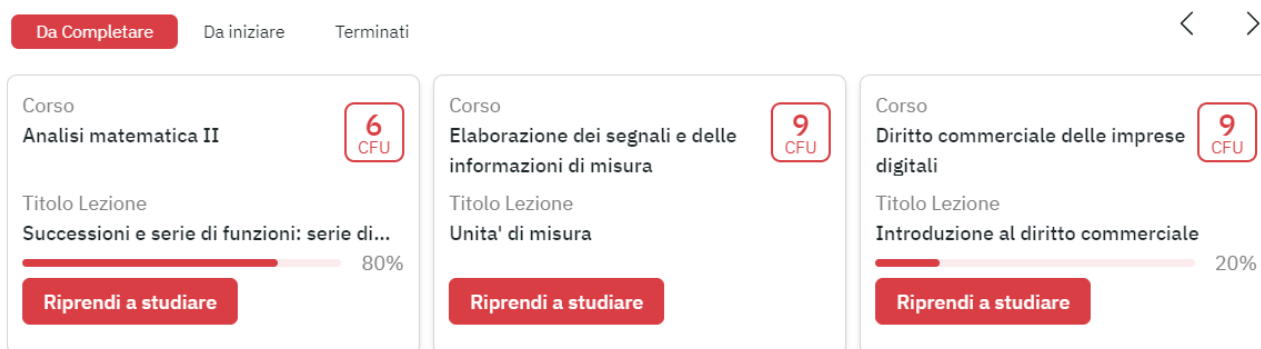 Da Completare
Da iniziare
Terminati
Corso
Analisi matematica II
6
CFU
Titolo Lezione
Successioni e serie di funzioni: serie di...
80%
Riprendi a studiare
Corso
Elaborazione dei segnali e delle
informazioni di misura
9
CFU
Titolo Lezione
Unita' di misura
Riprendi a studiare
Corso
Diritto commerciale delle imprese
digitali
9
CFU
Titolo Lezione
Introduzione al diritto commerciale
20%
Riprendi a studiare